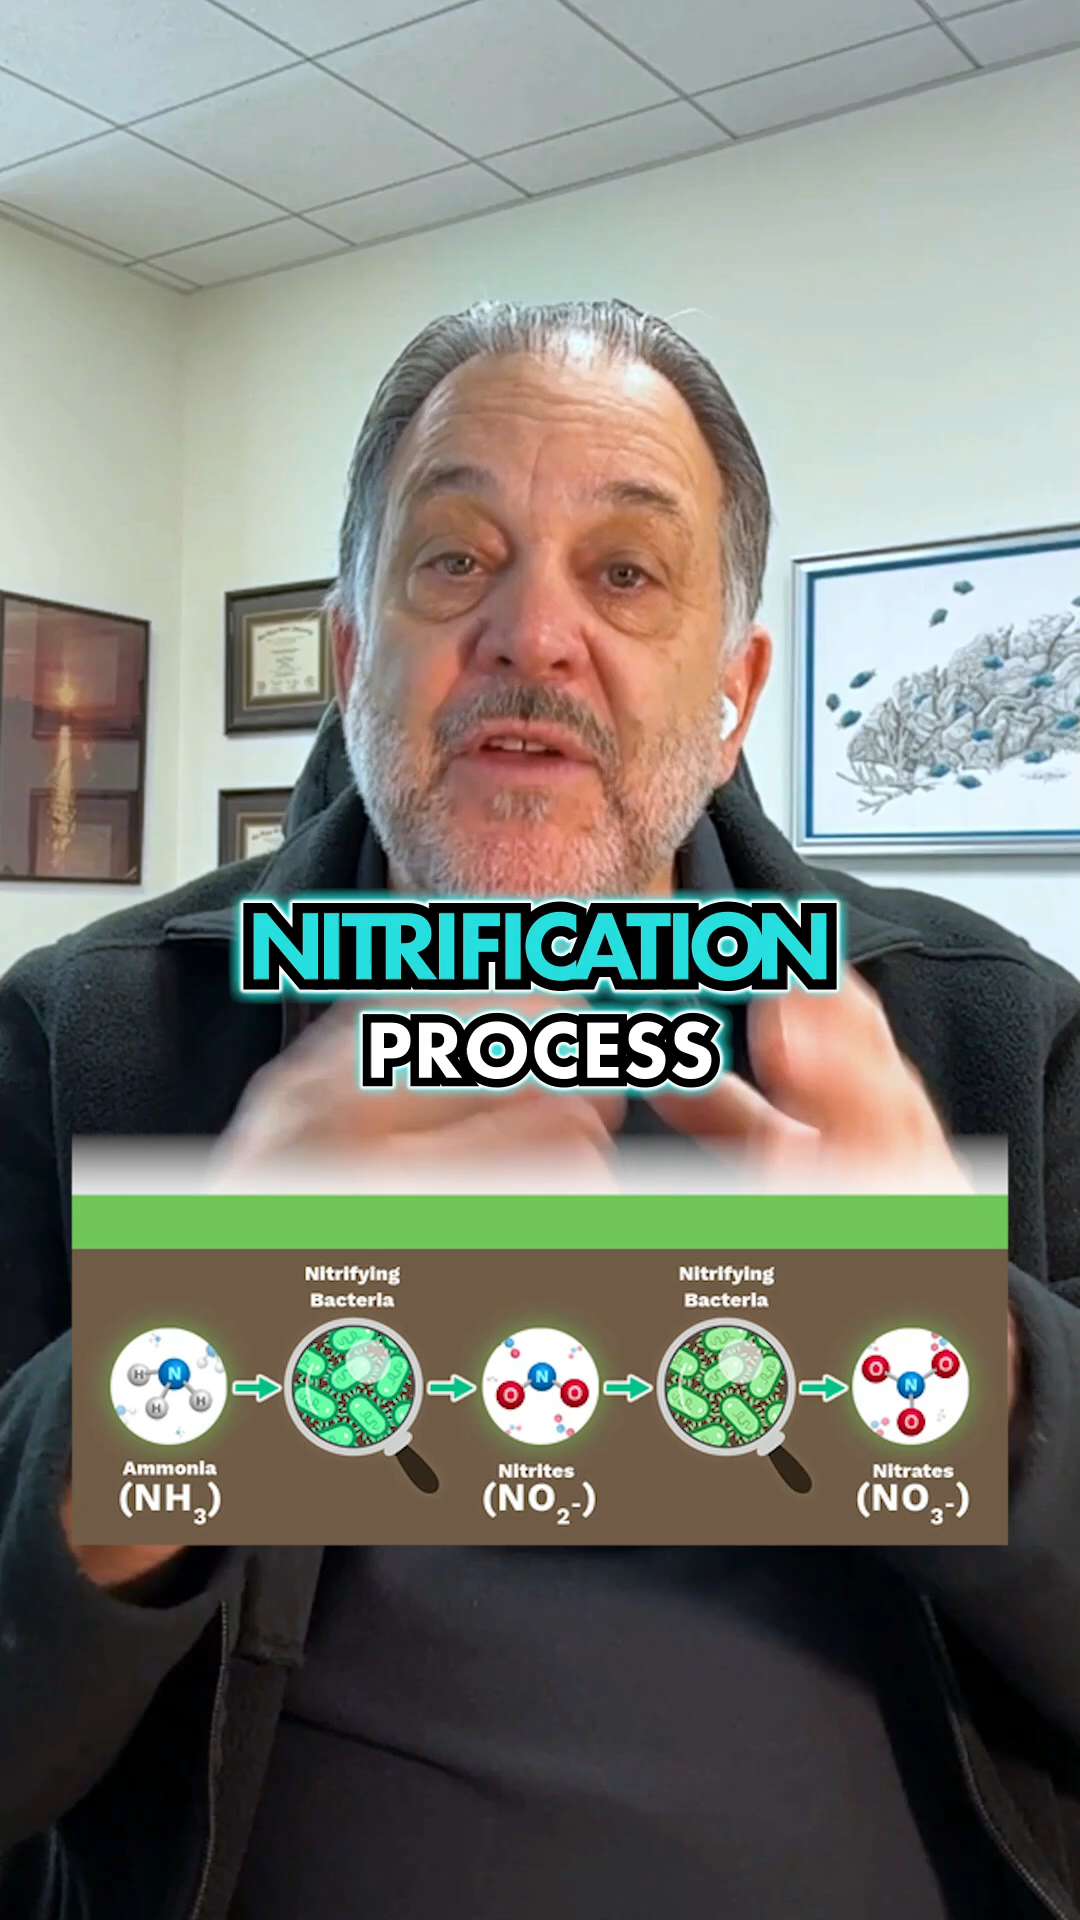 NITRIFICATION
PROCESS
Nitrifying
Bacteria
Nitrifying
Bacteria
H N H H
O N O
O N O O
Ammonia
(NH3)
Nitrites
(NO2-)
Nitrates
(NO3-)